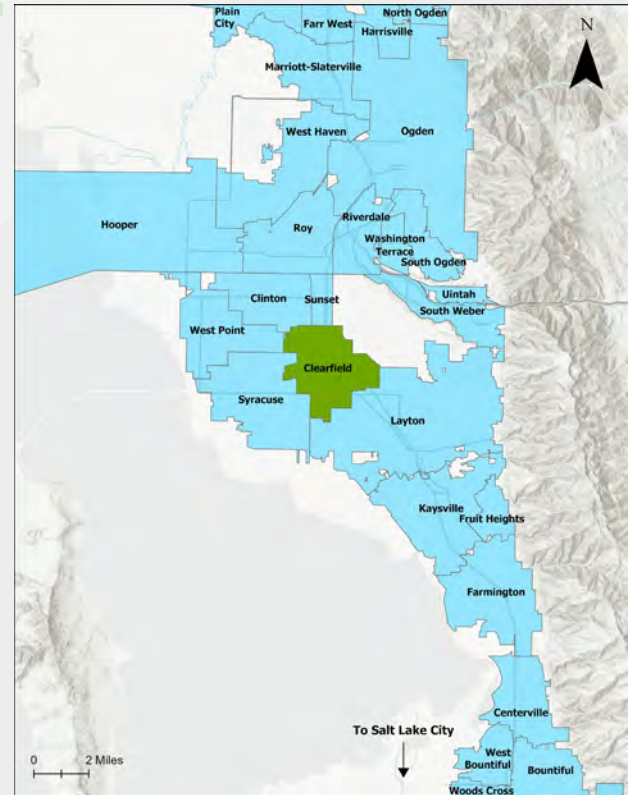 North Ogden
Plain
City
Farr West
Harrisville
N
Marriott-Slaterville
West Haven
Ogden
Hooper
Roy
Riverdale
Washington
Terrace
South Ogden
Clinton
Sunset
Uintah
South Weber
West Point
Clearfield
Syracuse
Layton
Kaysville
Fruit Heights
Farmington
Centerville
To Salt Lake City
West
Bountiful
Bountiful
0 2 Miles
Woods Cross